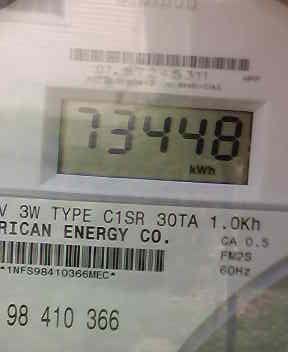 73448
kWh
V 3W TYPE C1SR 30TA 1.0Kh
RICAN ENERGY CO.
CA 0.5
FM2S
60Hz
*1NFS98410366MEC*
98 410 366